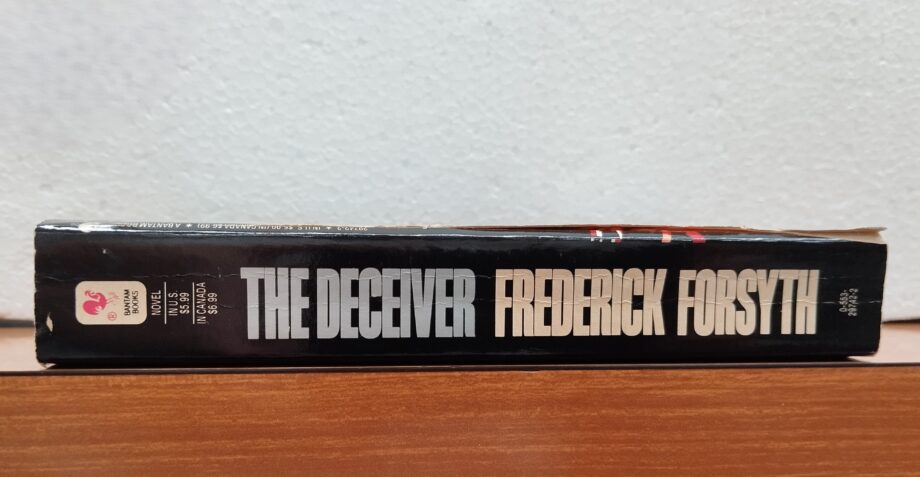 THE DECEIVER FREDERICK FORSYTH
BANTAM
BOOKS
NOVEL
IN U.S.
$5.99
IN CANADA
$6.99
0-553-
29742-2